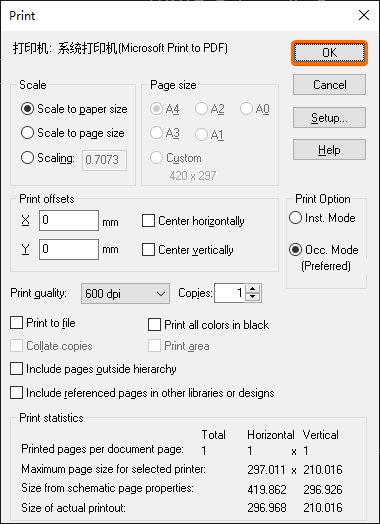 Print
打印机: 系统打印机(Microsoft Print to PDF)
OK
Cancel
Setup...
Help
Scale
Scale to paper size
Scale to page size
Scaling: 0.7073
Page size
A4 A2 A0
A3 A1
Custom
420 x 297
Print offsets
X 0 mm Center horizontally
Y 0 mm Center vertically
Print Option
Inst. Mode
Occ. Mode
(Preferred)
Print quality: 600 dpi Copies: 1
Print to file Print all colors in black
Collate copies Print area
Include pages outside hierarchy
Include referenced pages in other libraries or designs
Print statistics
Total Horizontal Vertical
Printed pages per document page: 1 1 x 1
Maximum page size for selected printer: 297.011 x 210.016
Size from schematic page properties: 419.862 296.926
Size of actual printout: 296.968 210.016